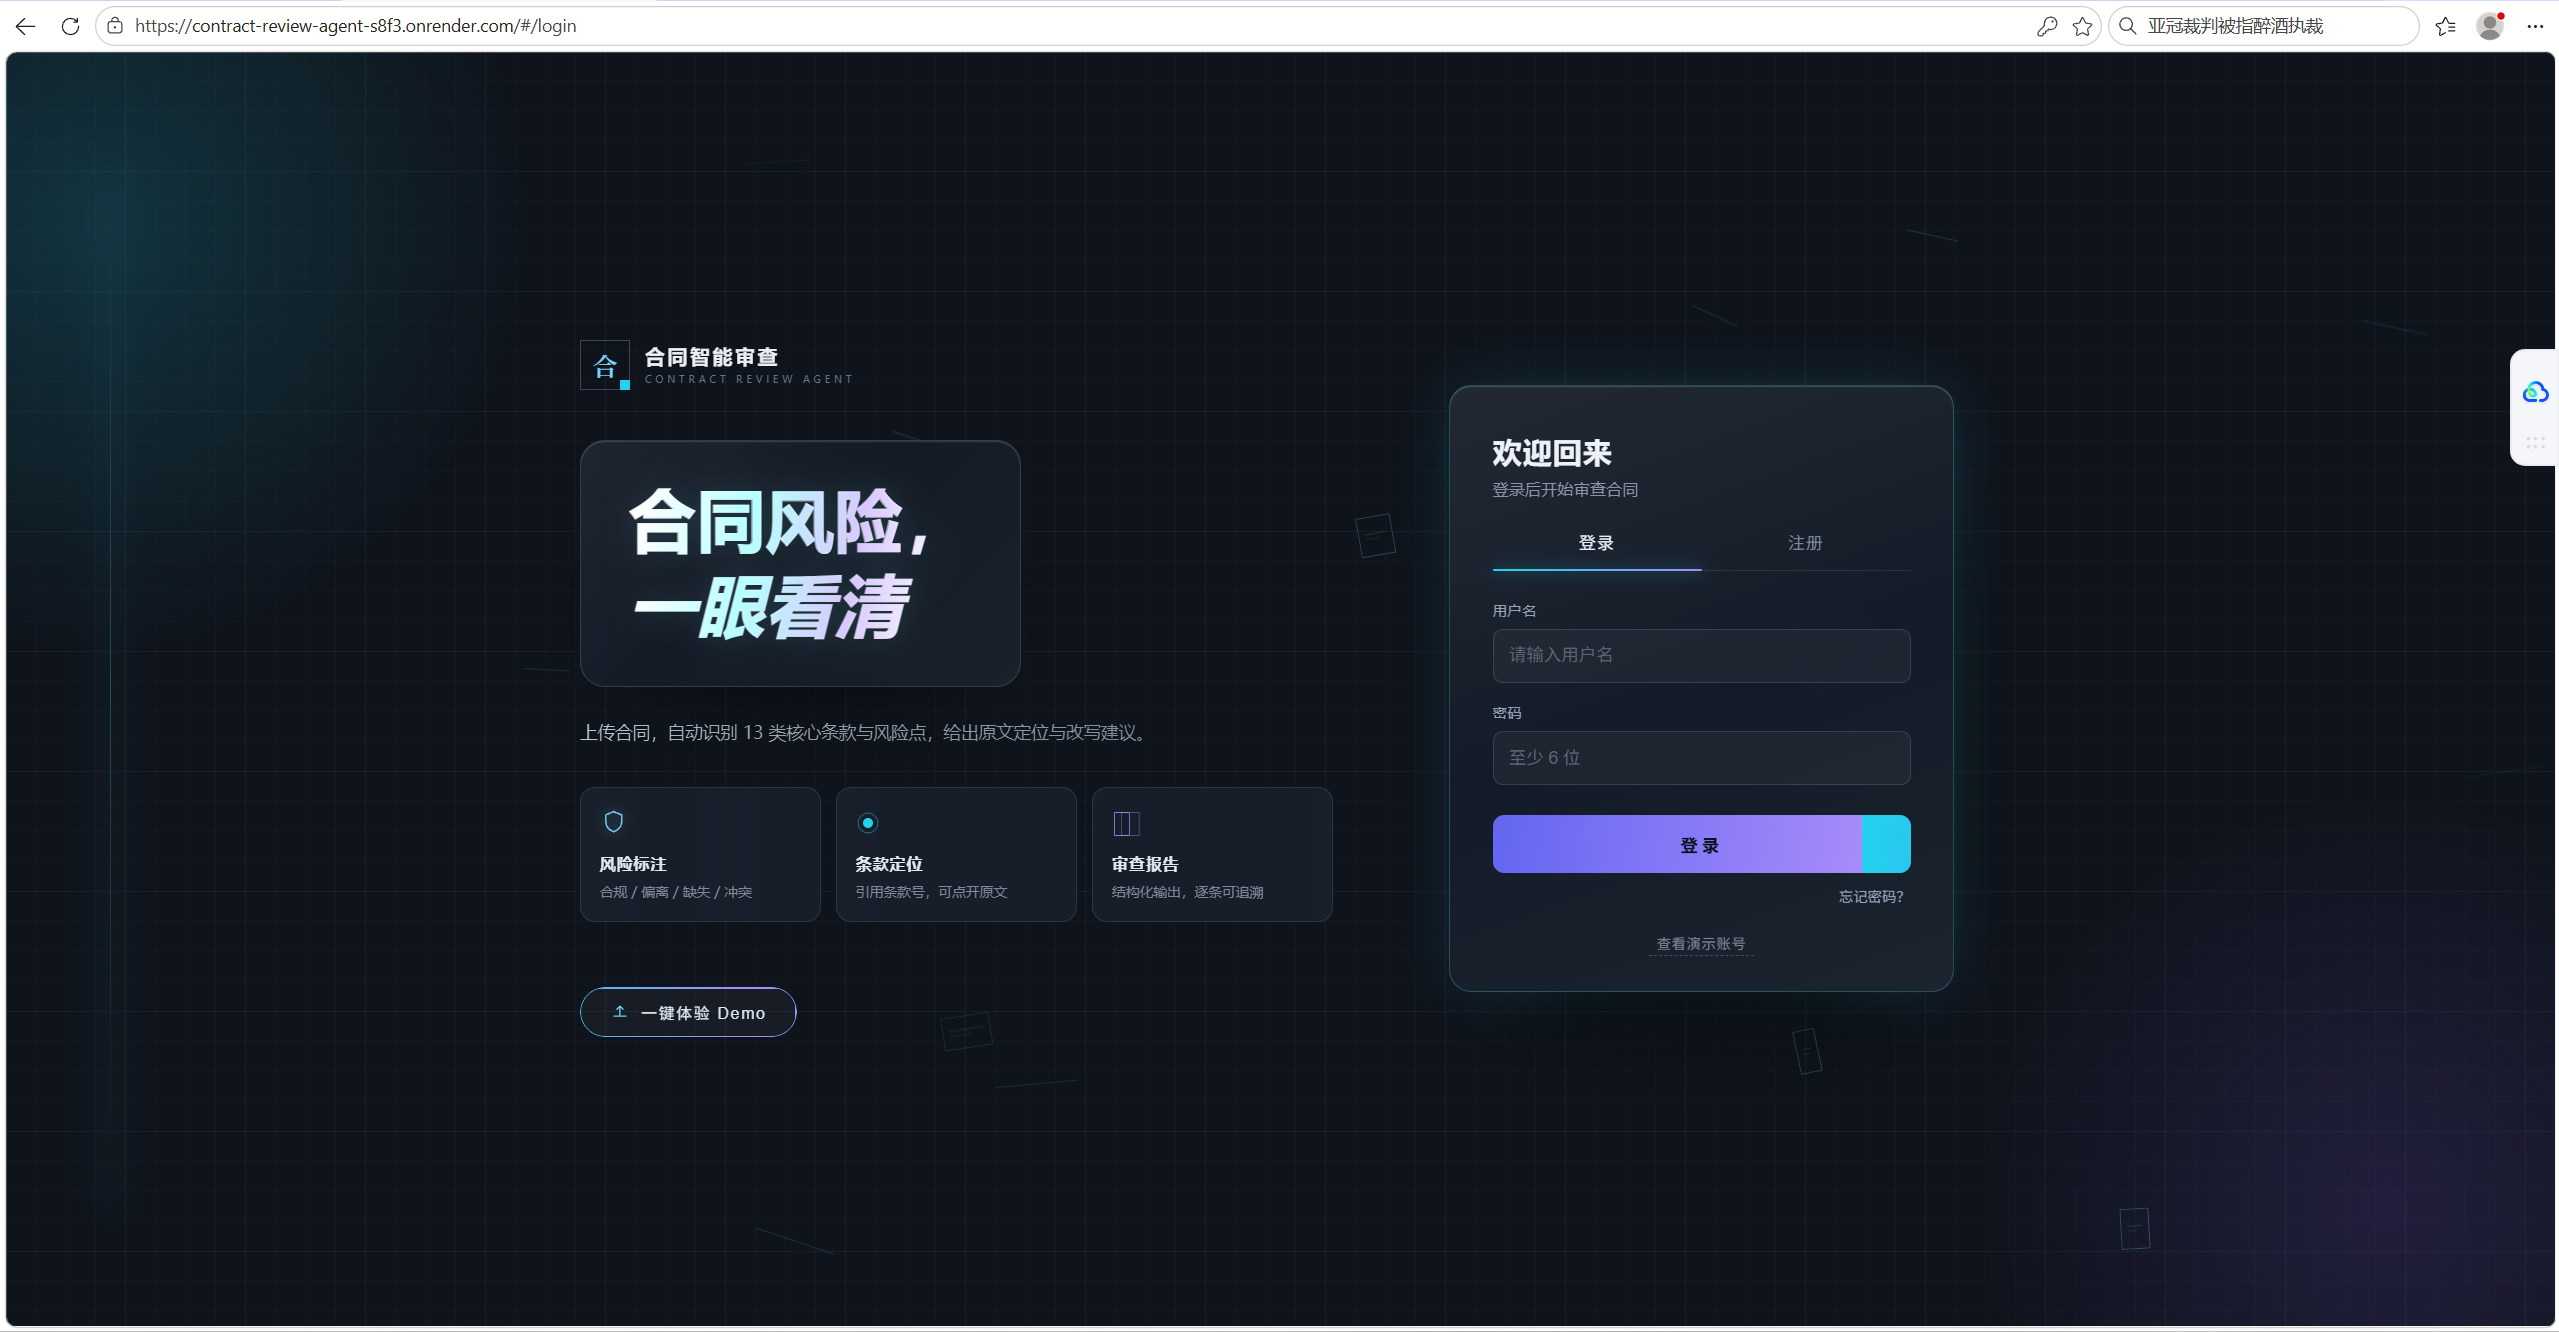 https://contract-review-agent-s8f3.onrender.com/#/login
亚冠裁判被指醉酒执裁
合
合同智能审查
CONTRACT REVIEW AGENT
合同风险，
一眼看清
上传合同，自动识别 13 类核心条款与风险点，给出原文定位与改写建议。
风险标注
合规 / 偏离 / 缺失 / 冲突
条款定位
引用条款号，可点开原文
审查报告
结构化输出，逐条可追溯
一键体验 Demo
欢迎回来
登录后开始审查合同
登录
注册
用户名
请输入用户名
密码
至少 6 位
登 录
忘记密码？
查看演示账号